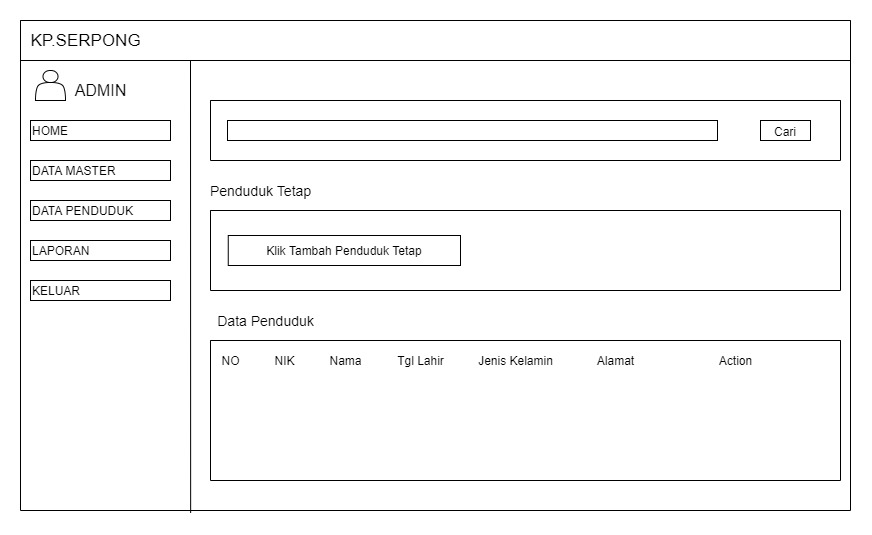 KP.SERPONG
ADMIN
HOME
DATA MASTER
DATA PENDUDUK
LAPORAN
KELUAR
Cari
Penduduk Tetap
Klik Tambah Penduduk Tetap
Data Penduduk
NO NIK Nama Tgl Lahir Jenis Kelamin Alamat Action